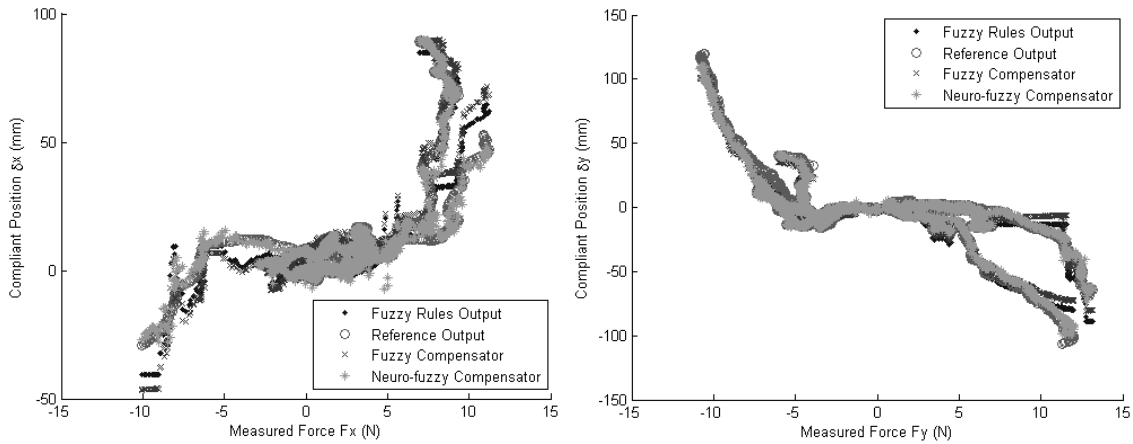 100
50
0
-50
Compliant Position δx (mm)
-15
-10
-5
0
5
10
15
Measured Force Fx (N)
Fuzzy Rules Output
Reference Output
Fuzzy Compensator
Neuro-fuzzy Compensator
150
100
50
0
-50
-100
-150
Compliant Position δy (mm)
-15
-10
-5
0
5
10
15
Measured Force Fy (N)
Fuzzy Rules Output
Reference Output
Fuzzy Compensator
Neuro-fuzzy Compensator